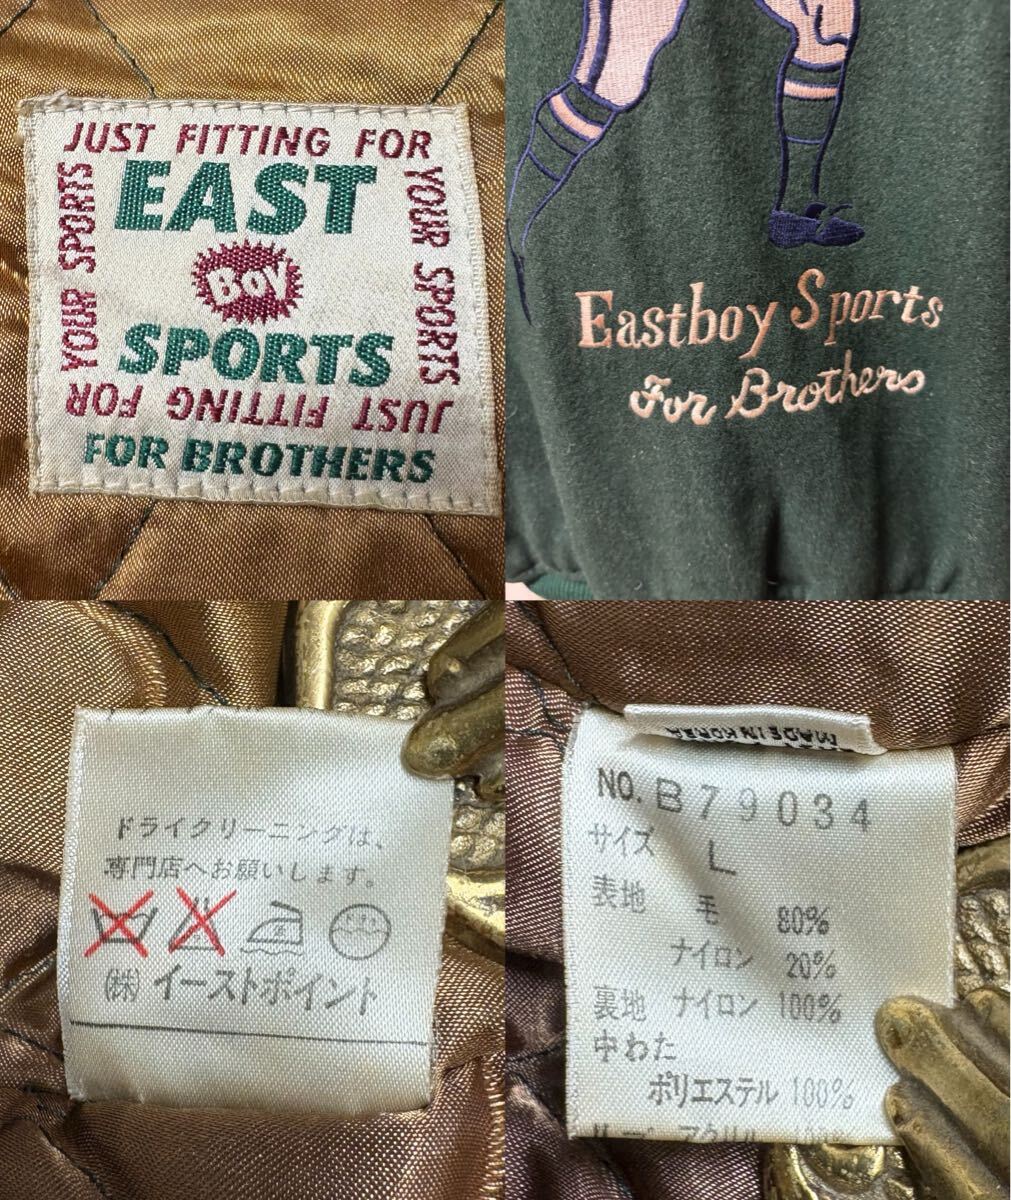 JUST FITTING FOR
YOUR SPORTS
EAST
Boy
SPORTS
JUST FITTING FOR
YOUR SPORTS
FOR BROTHERS
Eastboy Sports
For Brothers
ドライクリーニングは、
専門店へお願いします。
(株)イーストポイント
MADE IN KOREA
NO. B79034
サイズ L
表地 毛 80%
ナイロン 20%
裏地 ナイロン 100%
中わた
ポリエステル 100%